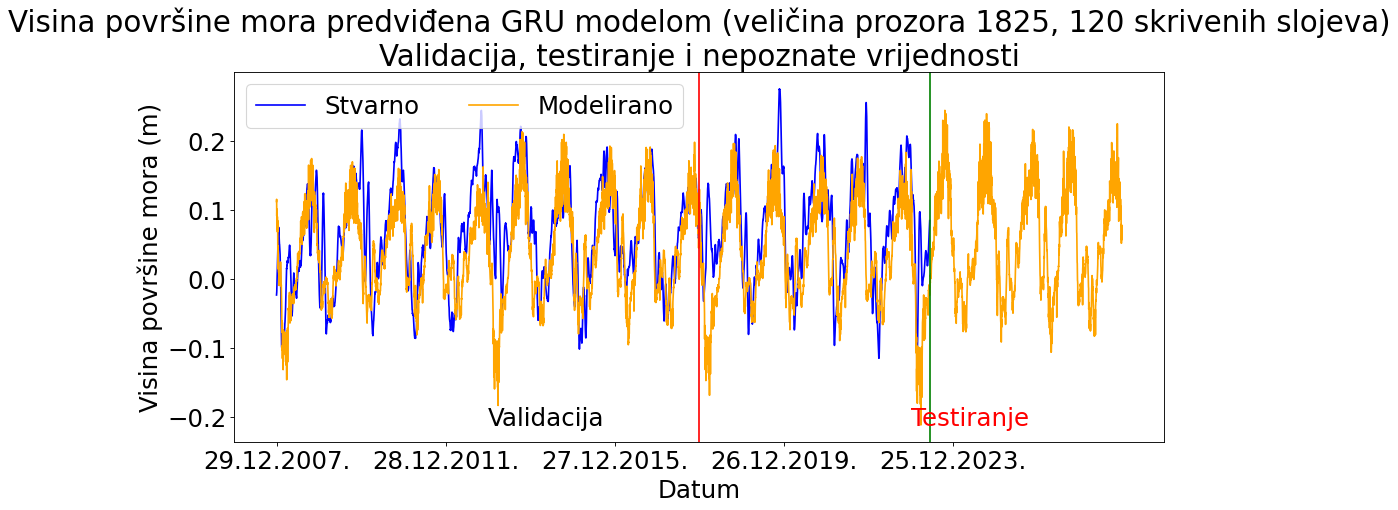 Visina površine mora predviđena GRU modelom (veličina prozora 1825, 120 skrivenih slojeva)
Validacija, testiranje i nepoznate vrijednosti
Stvarno
Modelirano
Visina površine mora (m)
0.2
0.1
0.0
−0.1
−0.2
Validacija
Testiranje
29.12.2007.
28.12.2011.
27.12.2015.
26.12.2019.
25.12.2023.
Datum